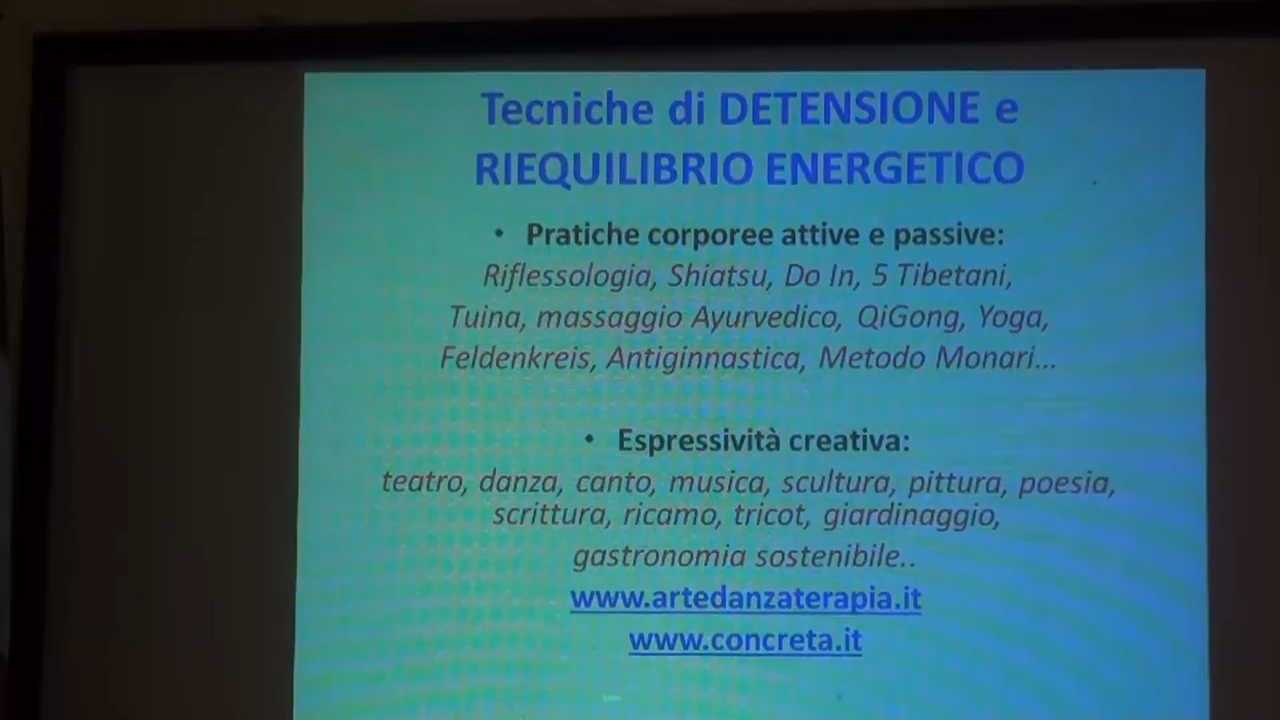 Tecniche di DETENSIONE e
RIEQUILIBRIO ENERGETICO
• Pratiche corporee attive e passive:
Riflessologia, Shiatsu, Do In, 5 Tibetani,
Tuina, massaggio Ayurvedico, QiGong, Yoga,
Feldenkreis, Antiginnastica, Metodo Monari...
• Espressività creativa:
teatro, danza, canto, musica, scultura, pittura, poesia,
scrittura, ricamo, tricot, giardinaggio,
gastronomia sostenibile..
www.artedanzaterapia.it
www.concreta.it